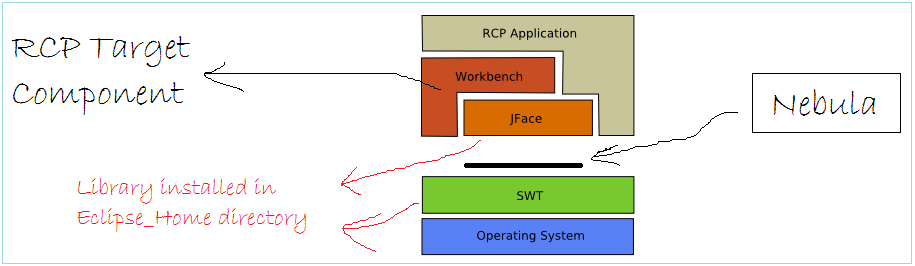 RCP Target
Component
RCP Application
Workbench
JFace
Nebula
Library installed in
Eclipse_Home directory
SWT
Operating System